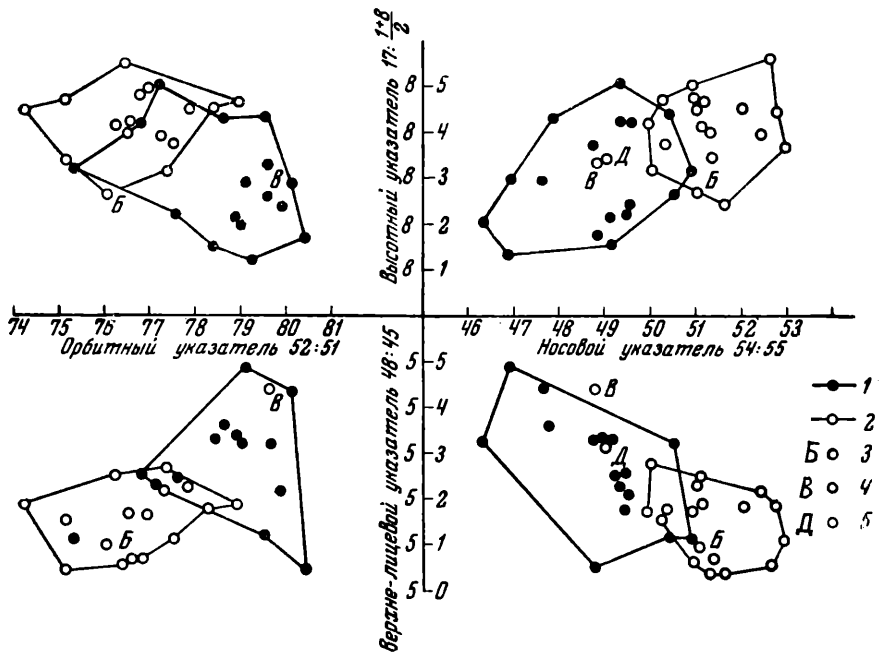 Высотный указатель 17: 1+8/2
8 5
8 4
8 3
8 2
8 1
В
Б
Д
В
Б
74 75 76 77 78 79 80 81
Орбитный указатель 52:51
46 47 48 49 50 51 52 53
Носовой указатель 54:55
верхне-лицевой указатель 48:45
5 5
5 4
5 3
5 2
5 1
5 0
В
Б
В
Д
Б
1
2
Б 3
В 4
Д 5